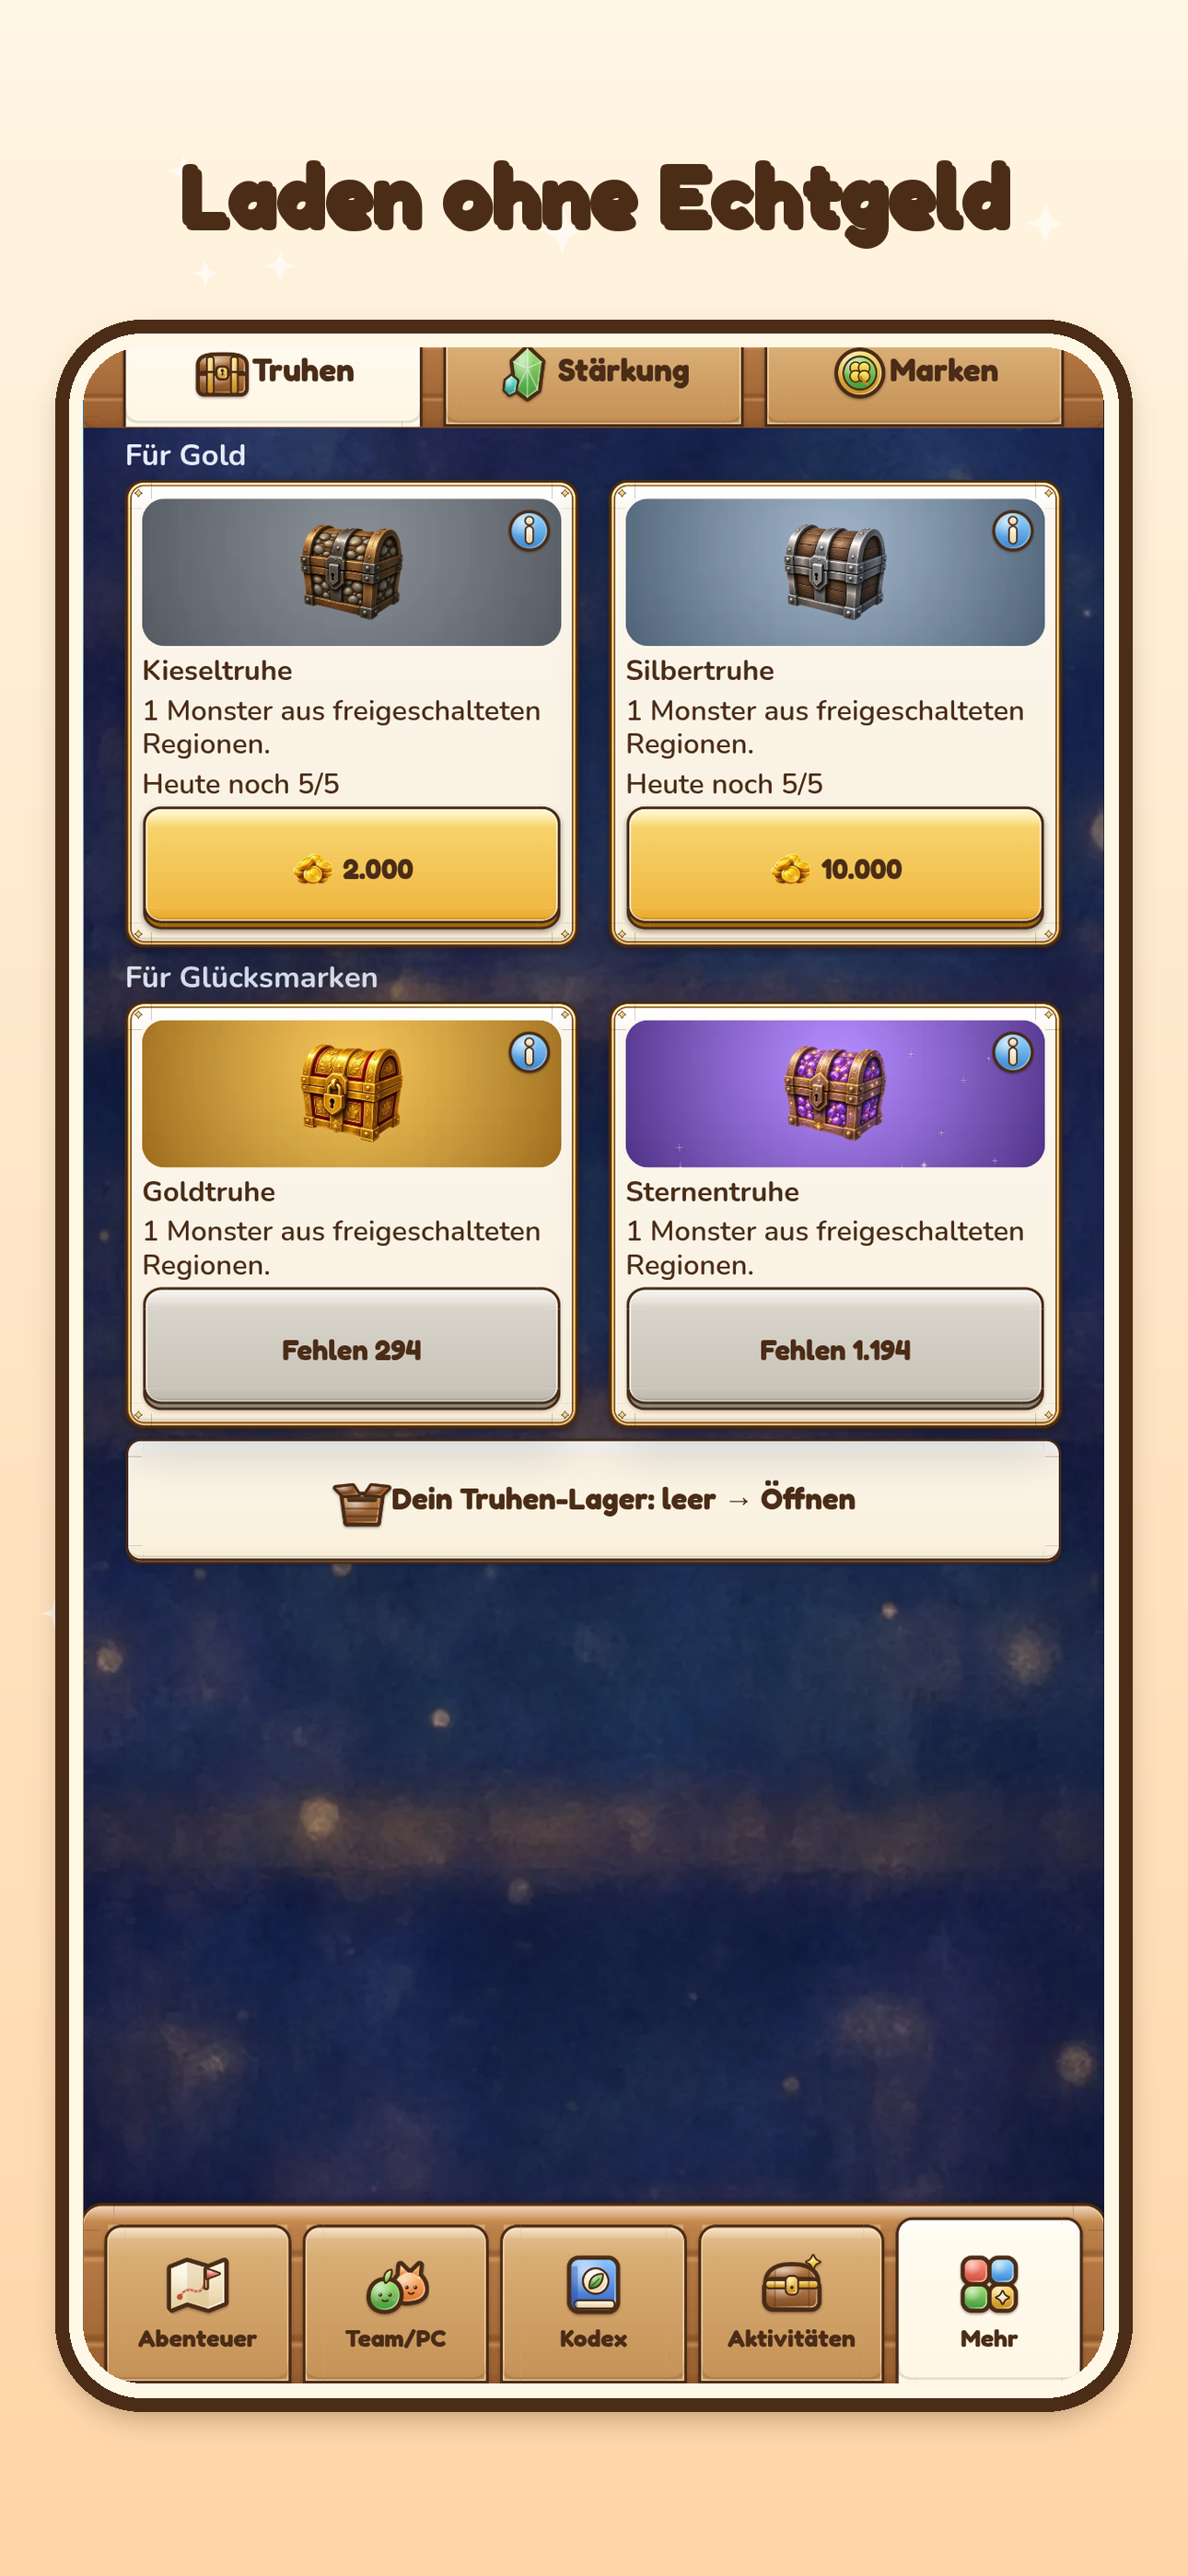 Laden ohne Echtgeld
Truhen
Stärkung
Marken
Für Gold
Kieseltruhe
1 Monster aus freigeschalteten
Regionen.
Heute noch 5/5
2.000
Silbertruhe
1 Monster aus freigeschalteten
Regionen.
Heute noch 5/5
10.000
Für Glücksmarken
Goldtruhe
1 Monster aus freigeschalteten
Regionen.
Fehlen 294
Sternentruhe
1 Monster aus freigeschalteten
Regionen.
Fehlen 1.194
Dein Truhen-Lager: leer → Öffnen
Abenteuer
Team/PC
Kodex
Aktivitäten
Mehr